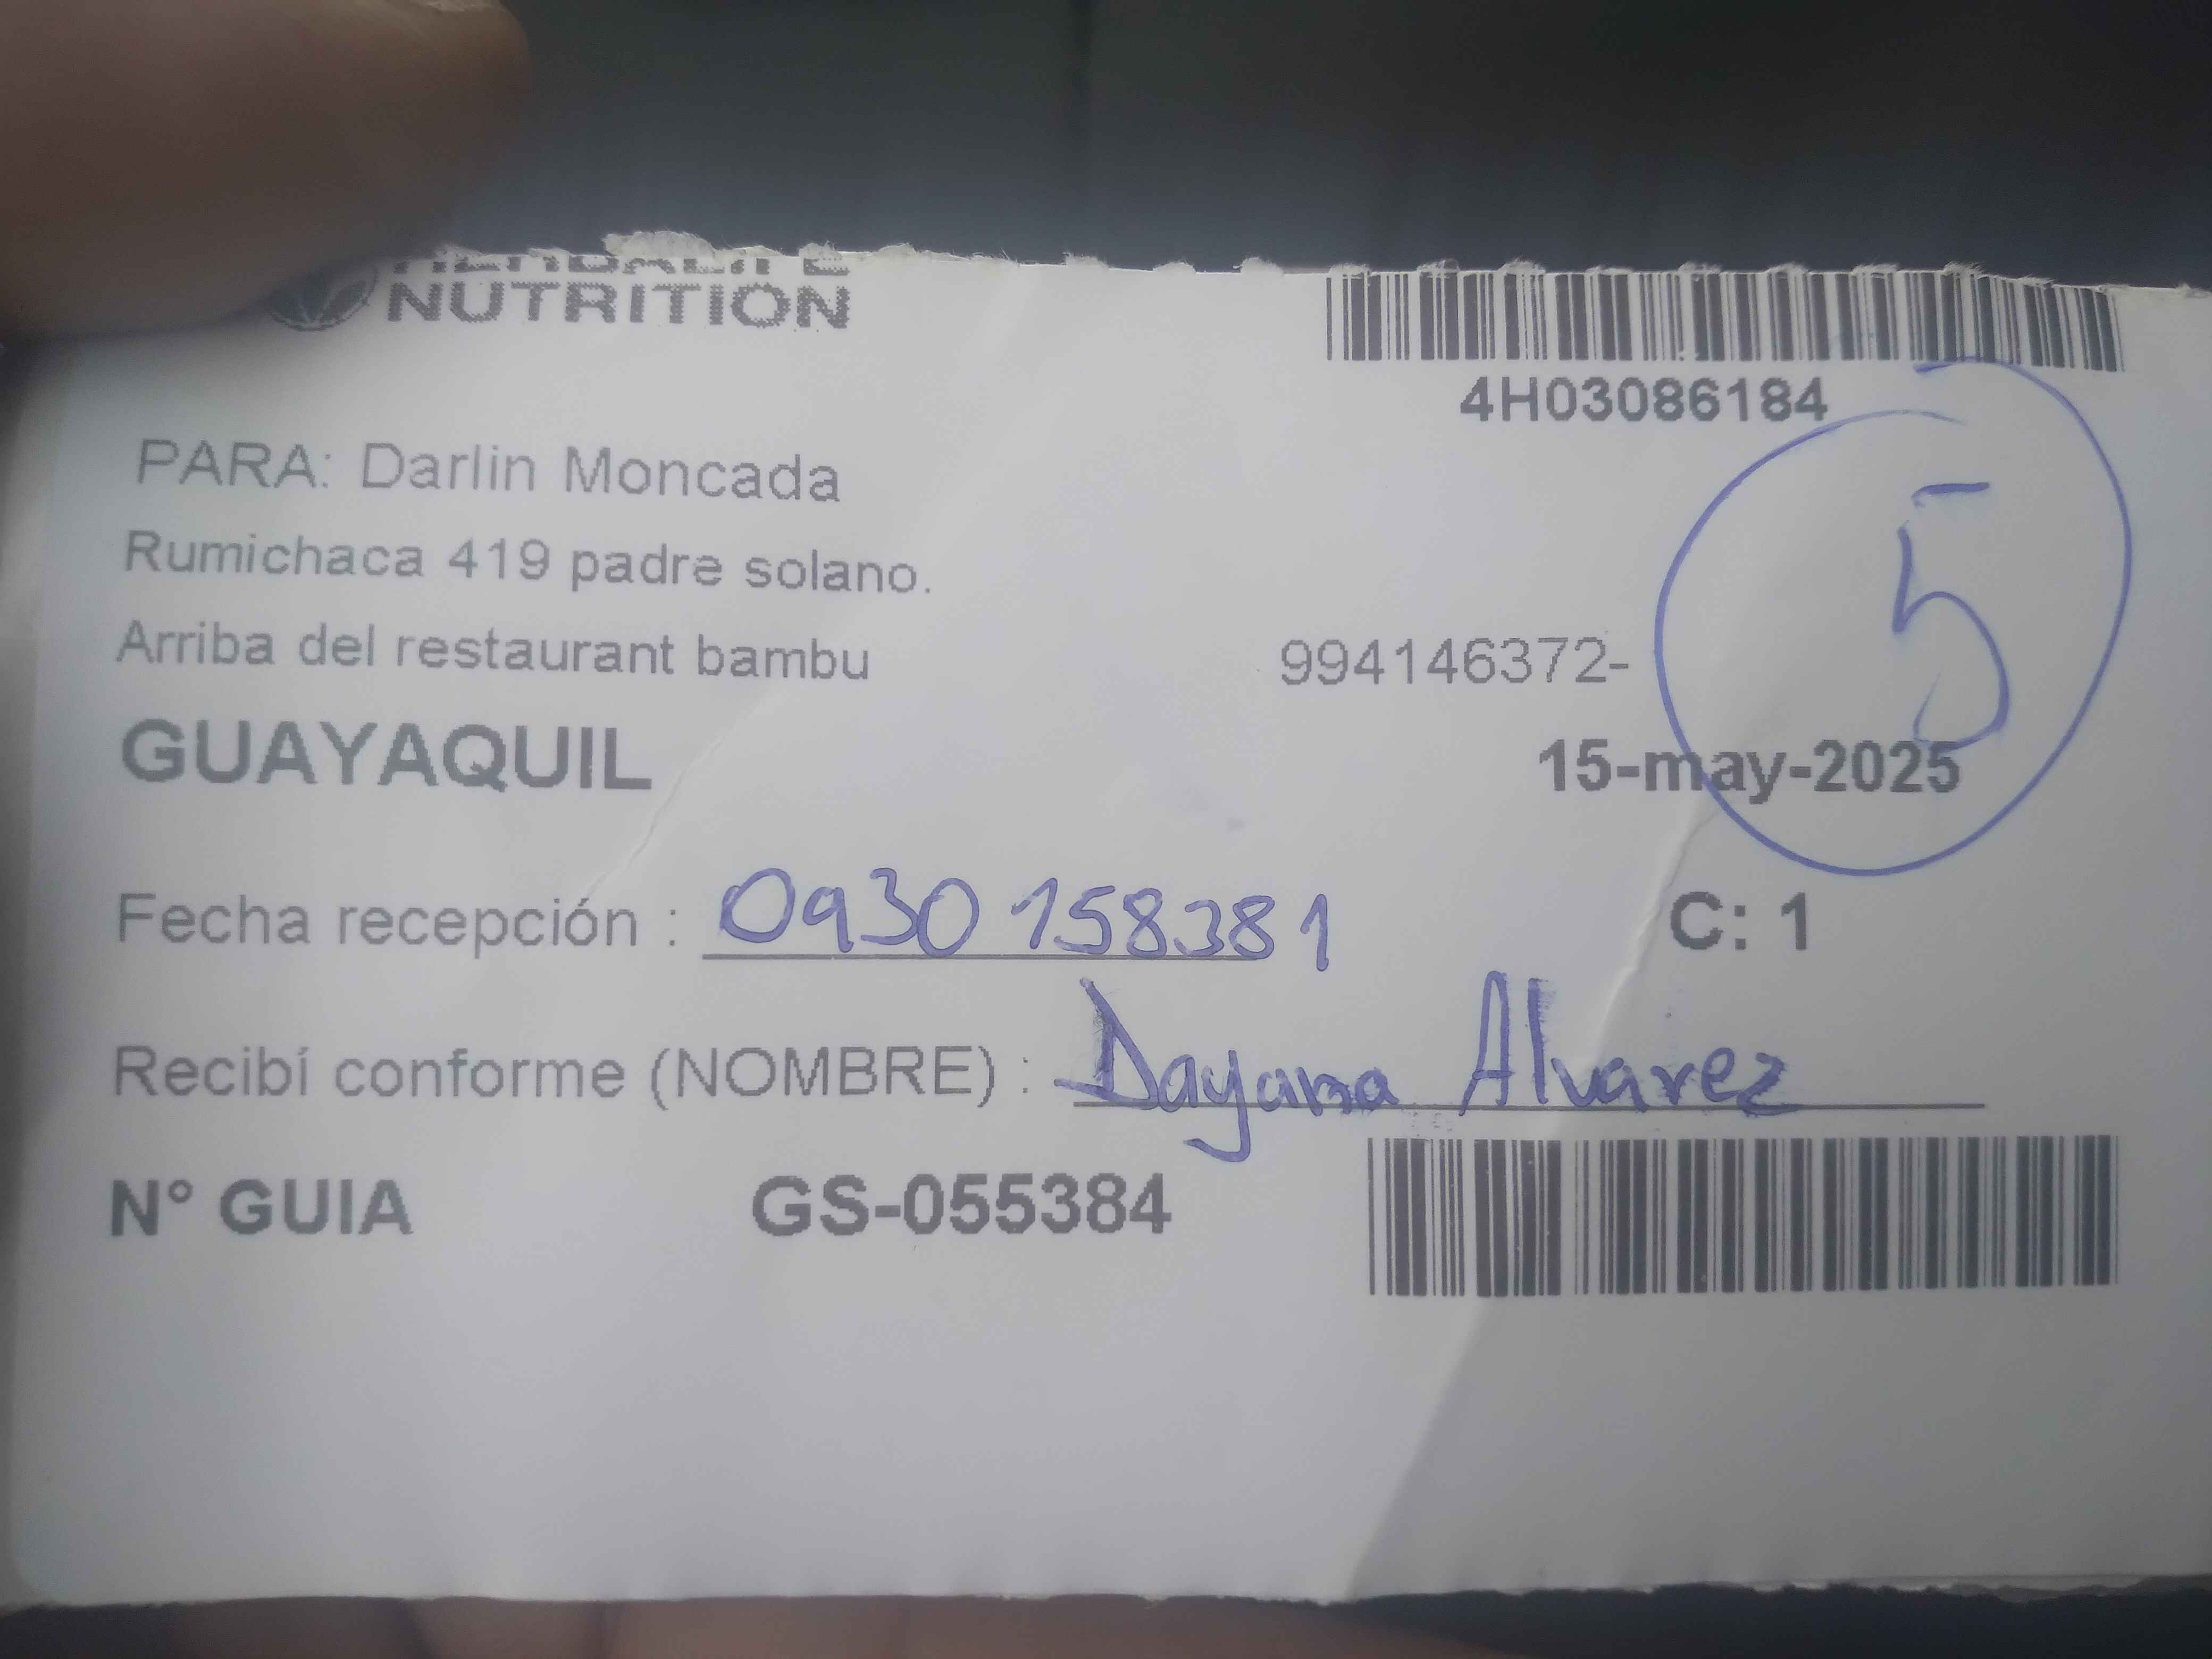 HERBALIFE
NUTRITION
4H03086184
5
PARA: Darlin Moncada
Rumichaca 419 padre solano.
Arriba del restaurant bambu
994146372-
GUAYAQUIL
15-may-2025
Fecha recepción : 0930158381
C: 1
Recibí conforme (NOMBRE) : Dayana Alvarez
N° GUIA GS-055384